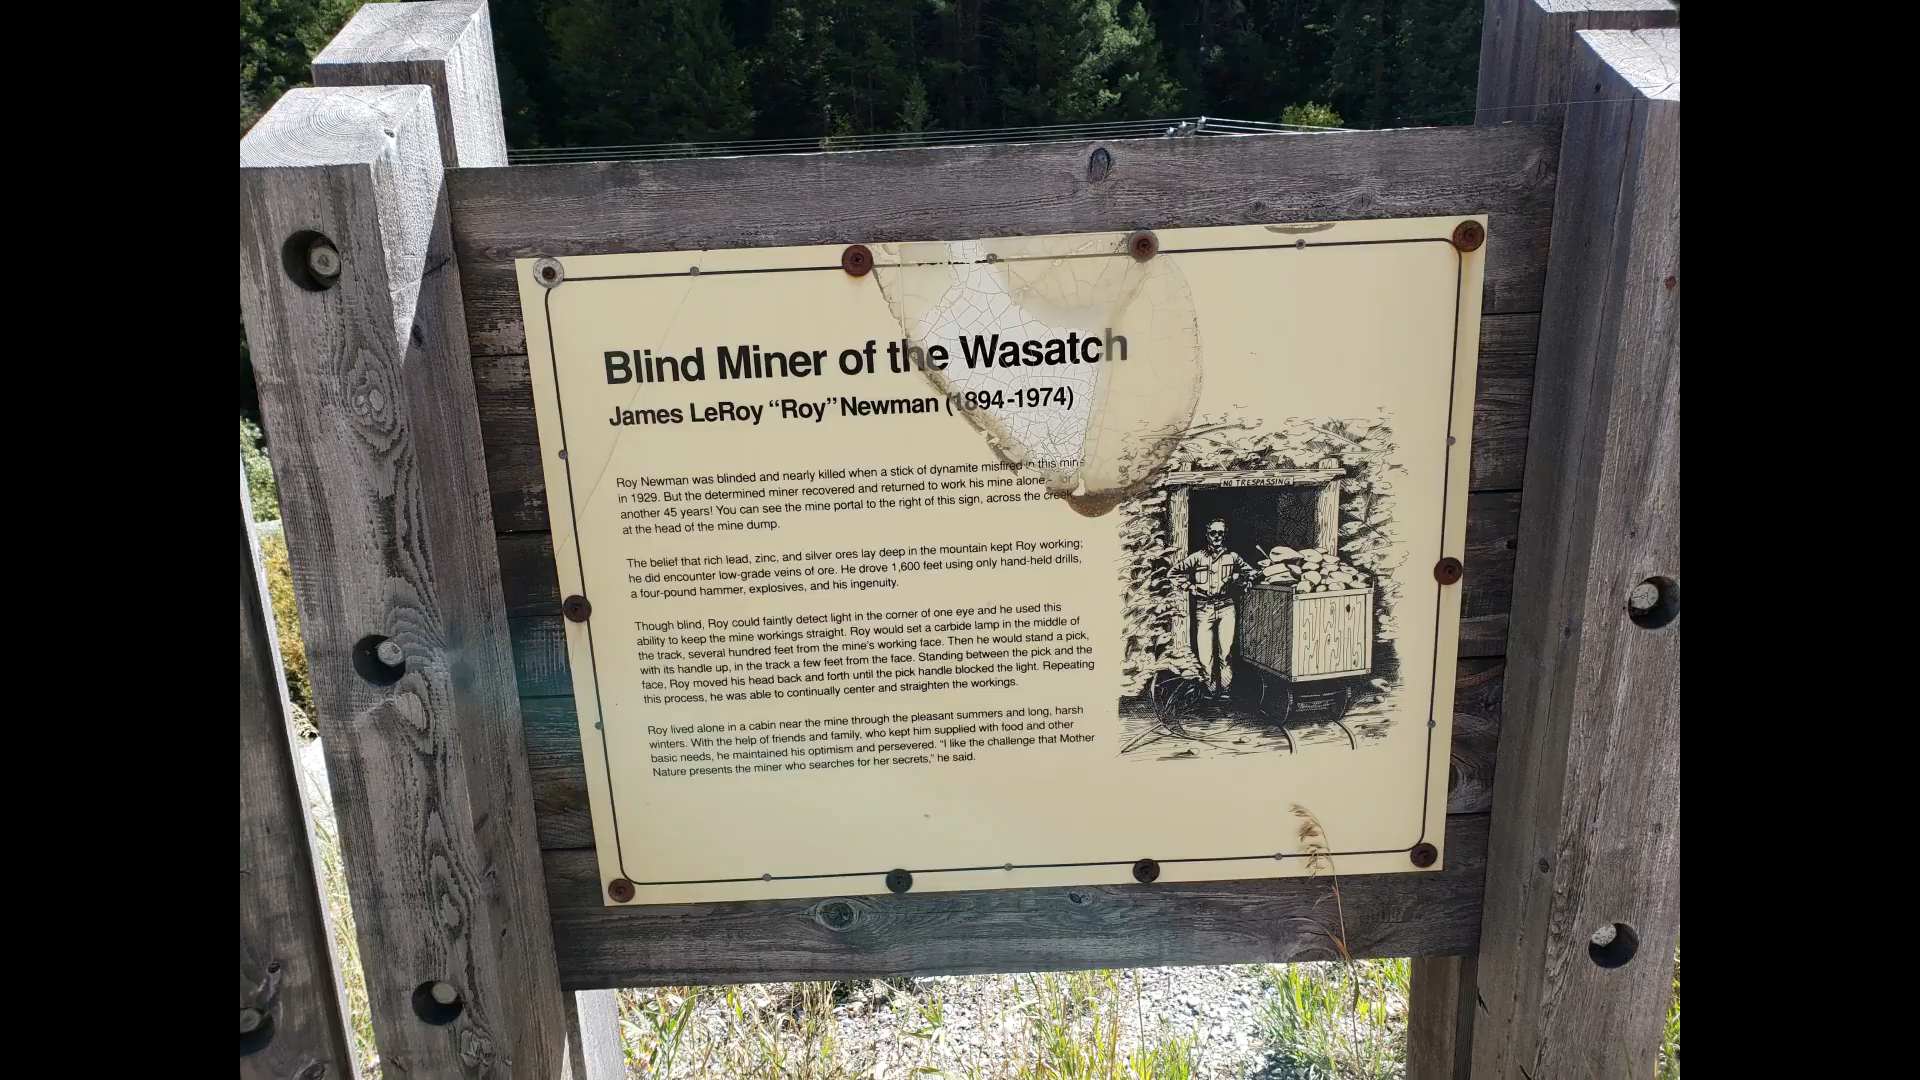 Blind Miner of the Wasatch
James LeRoy “Roy” Newman (1894-1974)
Roy Newman was blinded and nearly killed when a stick of dynamite misfired in this mine
in 1929. But the determined miner recovered and returned to work his mine alone - for
another 45 years! You can see the mine portal to the right of this sign, across the creek
at the head of the mine dump.
The belief that rich lead, zinc, and silver ores lay deep in the mountain kept Roy working;
he did encounter low-grade veins of ore. He drove 1,600 feet using only hand-held drills,
a four-pound hammer, explosives, and his ingenuity.
Though blind, Roy could faintly detect light in the corner of one eye and he used this
ability to keep the mine workings straight. Roy would set a carbide lamp in the middle of
the track, several hundred feet from the mine's working face. Then he would stand a pick,
with its handle up, in the track a few feet from the face. Standing between the pick and the
face, Roy moved his head back and forth until the pick handle blocked the light. Repeating
this process, he was able to continually center and straighten the workings.
Roy lived alone in a cabin near the mine through the pleasant summers and long, harsh
winters. With the help of friends and family, who kept him supplied with food and other
basic needs, he maintained his optimism and persevered. “I like the challenge that Mother
Nature presents the miner who searches for her secrets,” he said.
NO TRESPASSING